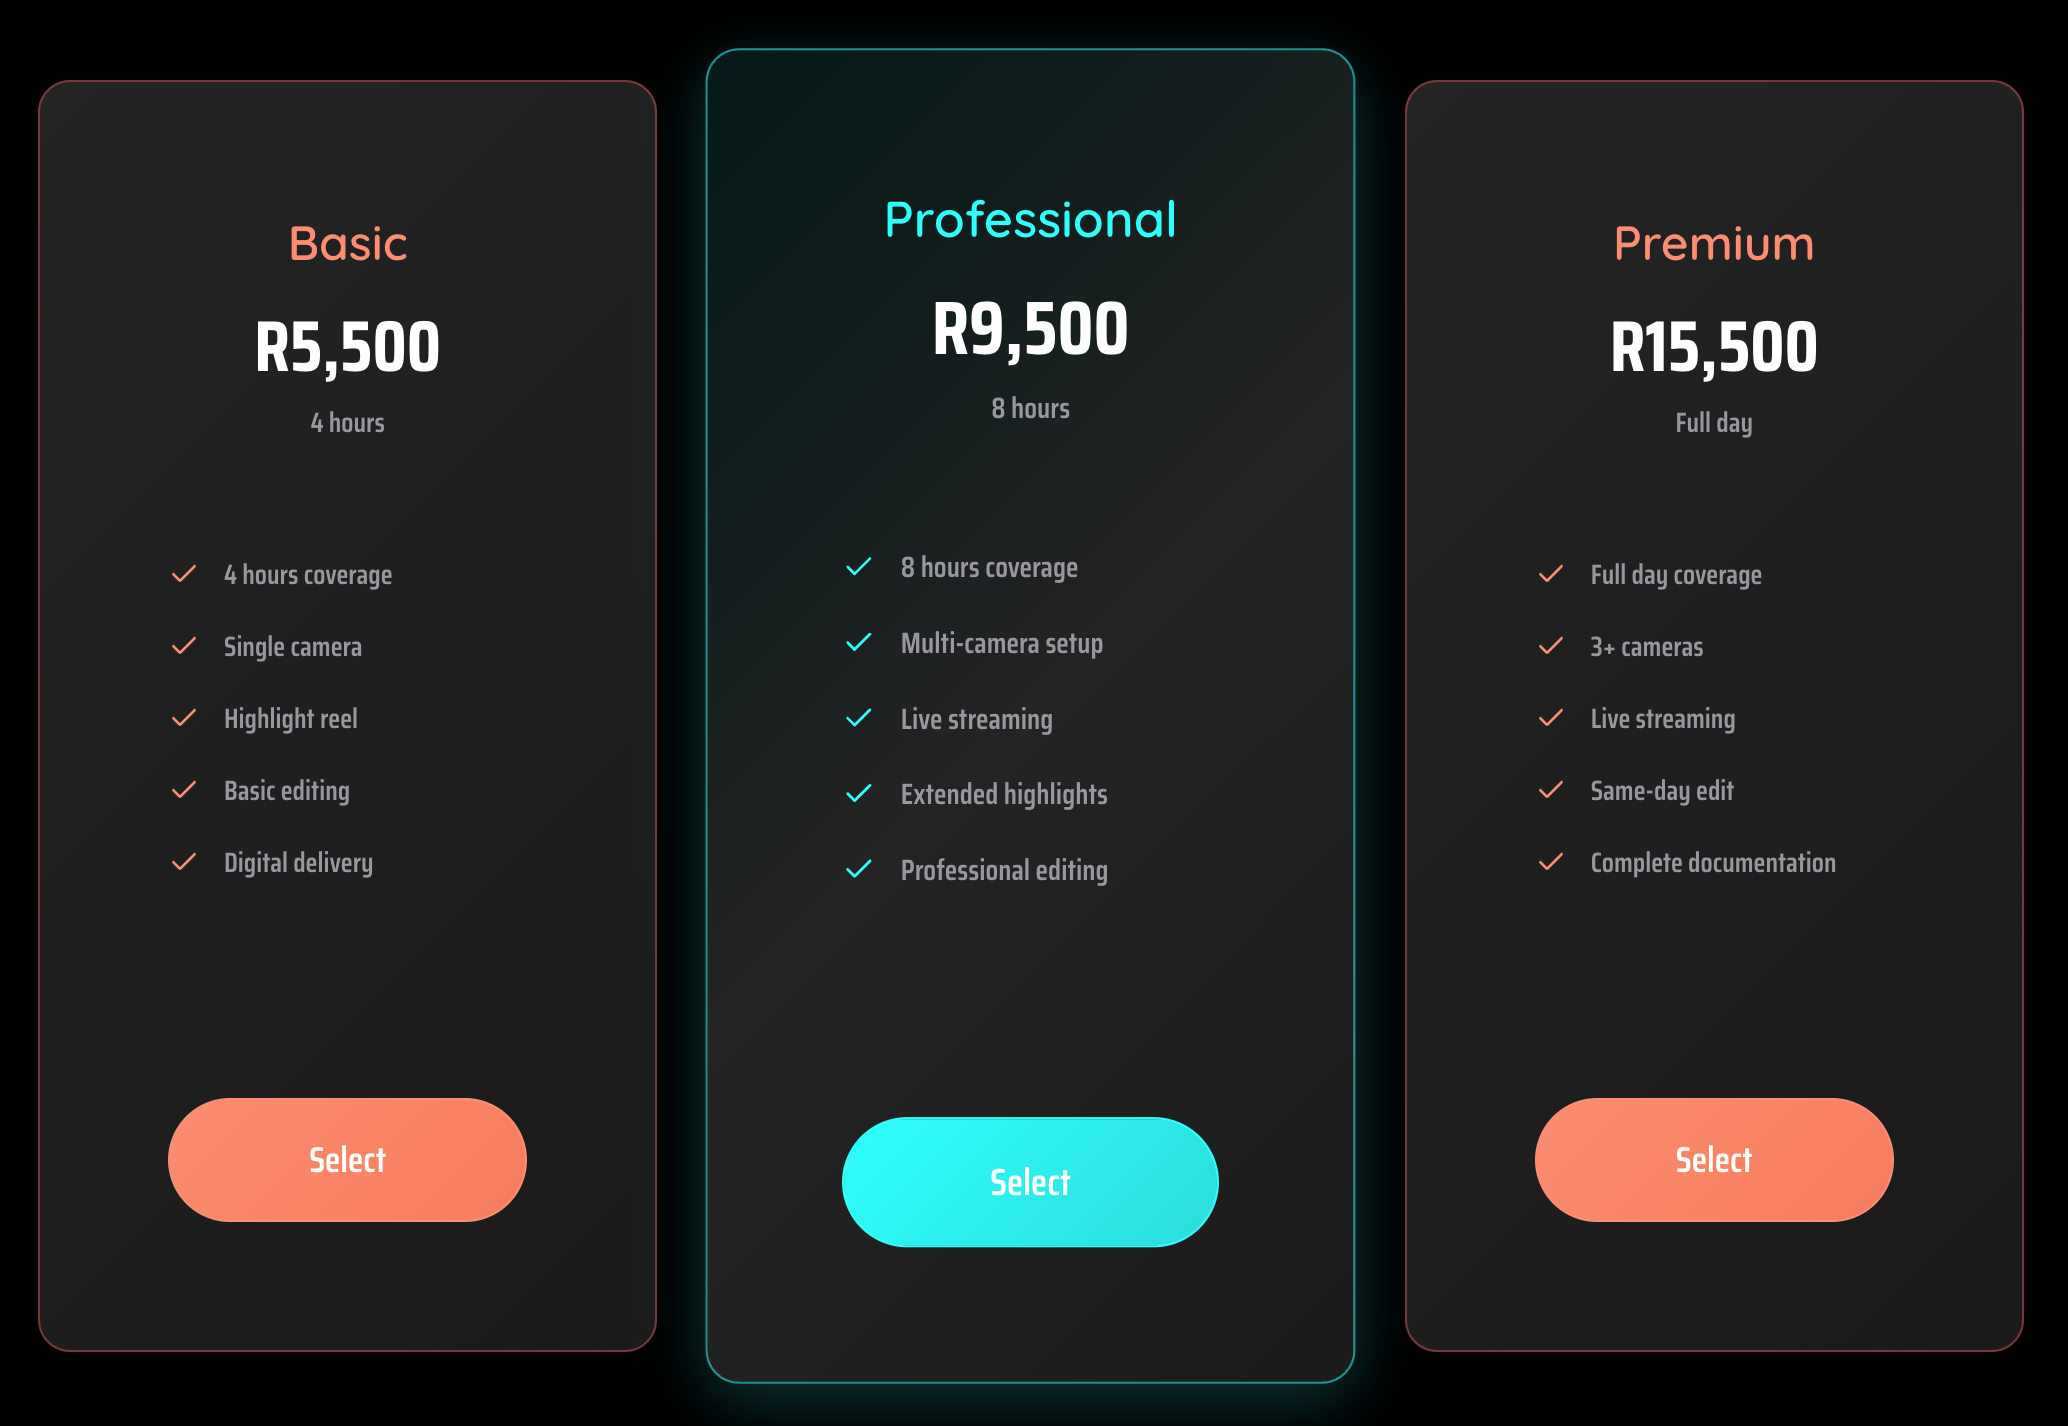 Basic
R5,500
4 hours
4 hours coverage
Single camera
Highlight reel
Basic editing
Digital delivery
Select
Professional
R9,500
8 hours
8 hours coverage
Multi-camera setup
Live streaming
Extended highlights
Professional editing
Select
Premium
R15,500
Full day
Full day coverage
3+ cameras
Live streaming
Same-day edit
Complete documentation
Select